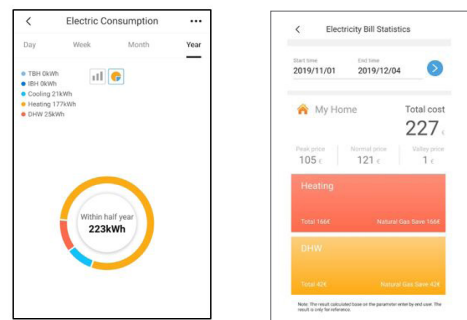 Electric Consumption
Day Week Month Year
TBH 0kWh
IBH 0kWh
Cooling 21kWh
Heating 177kWh
DHW 25kWh
Within half year
223kWh
Electricity Bill Statistics
Start time End time
2019/11/01 2019/12/04
My Home Total cost
227 €
Peak price Normal price Valley price
105 € 121 € 1 €
Heating
Total 166€ Natural Gas Save 166€
DHW
Total 42€ Natural Gas Save 42€
Note: The result calculated base on the parameter enter by end user. The
result is only for reference.